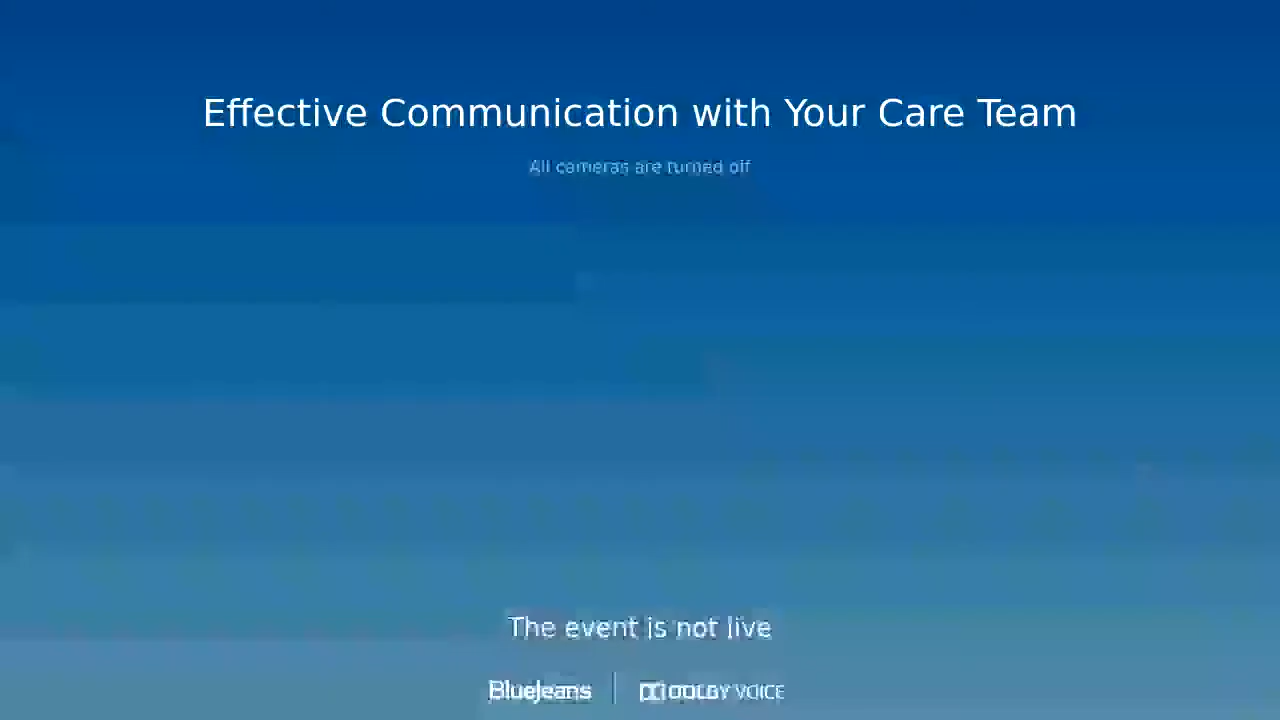 Effective Communication with Your Care Team
All cameras are turned off
The event is not live
BlueJeans | DOLBY VOICE